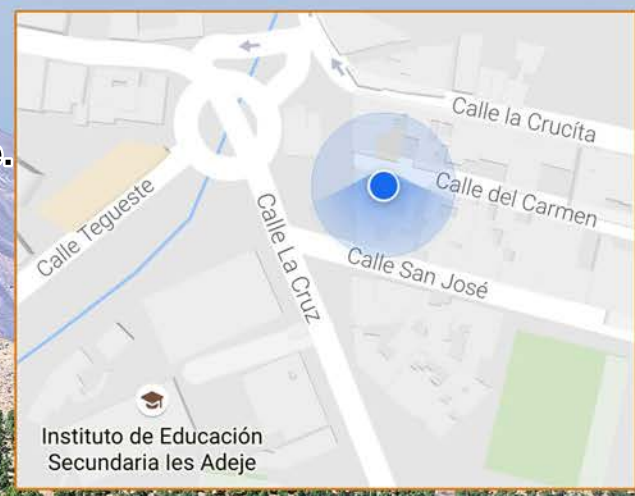 Calle la Crucíta
Calle del Carmen
Calle Tegueste
Calle La Cruz
Calle San José
Instituto de Educación
Secundaria Ies Adeje